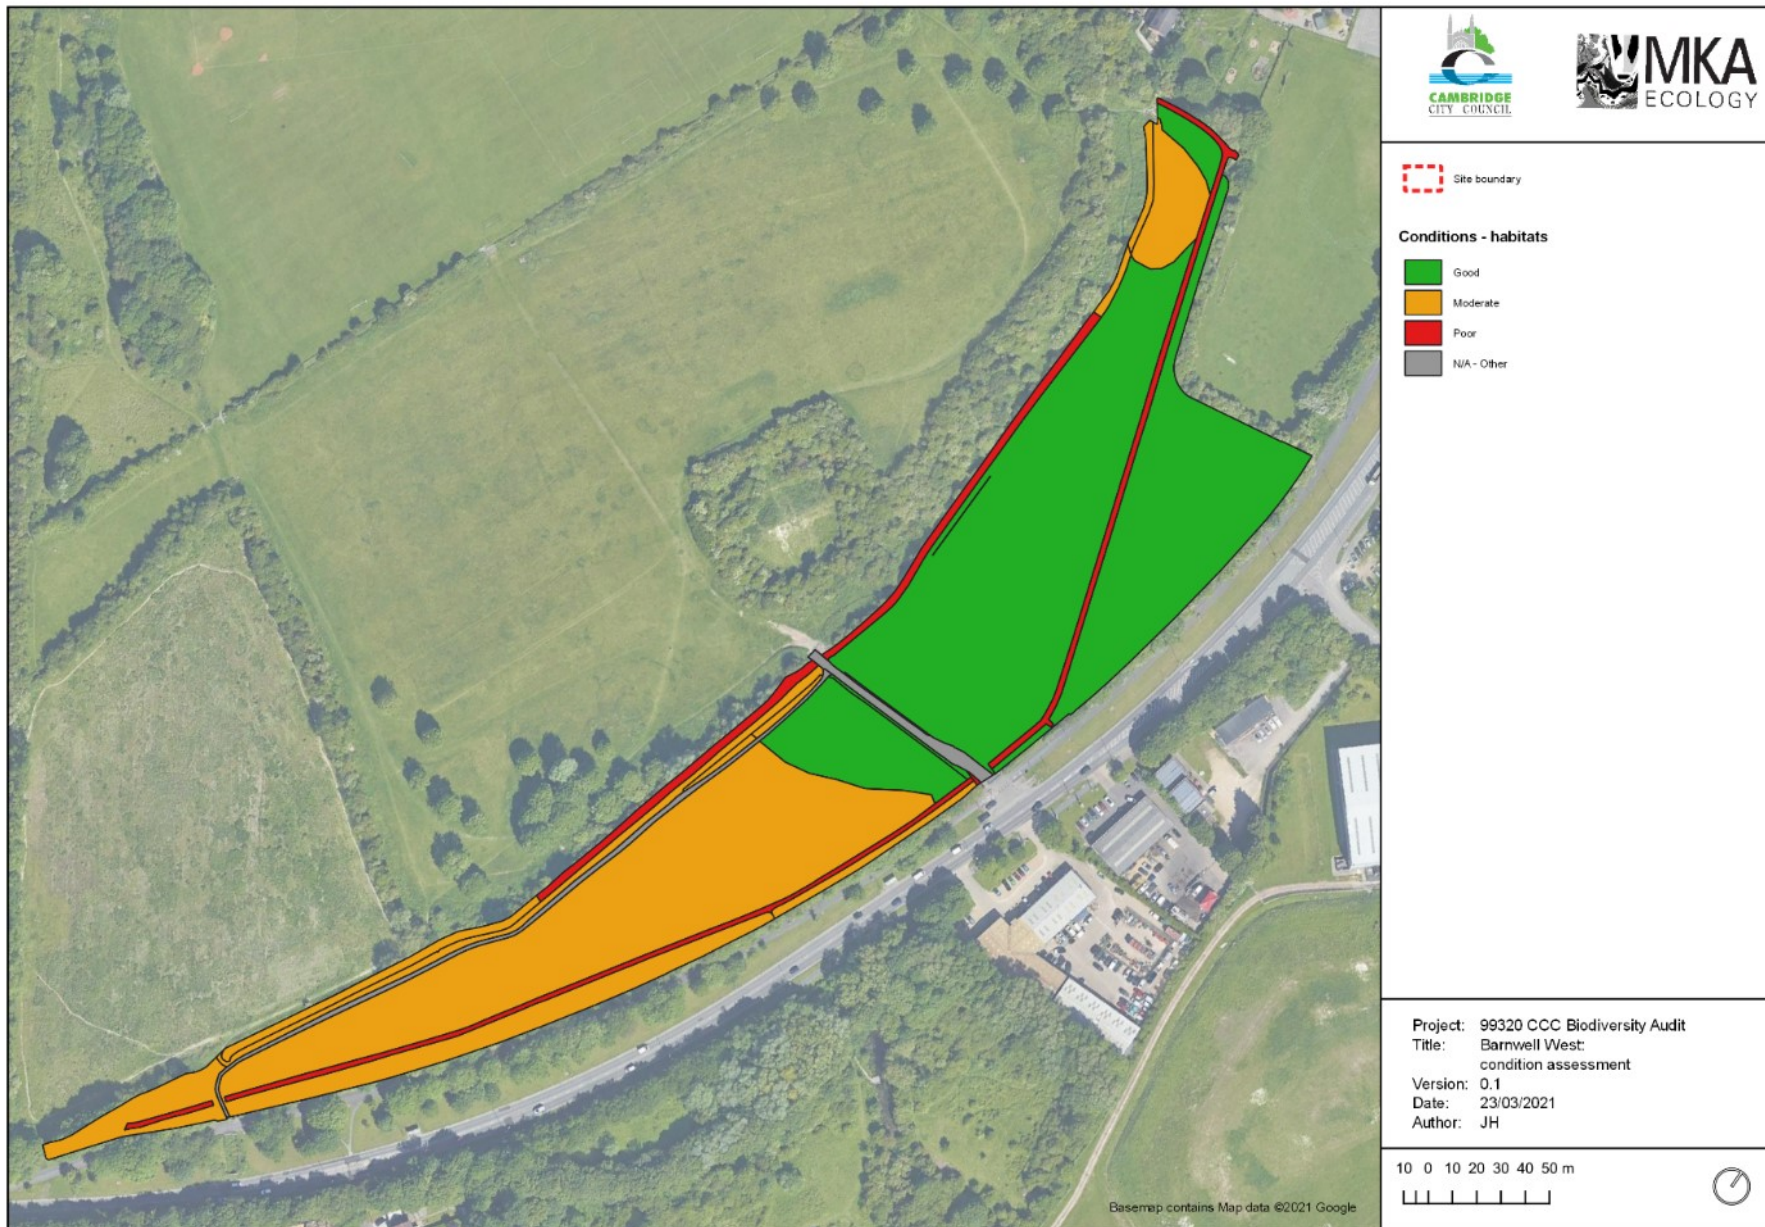 CAMBRIDGE
CITY COUNCIL
MKA
ECOLOGY
Site boundary
Conditions - habitats
Good
Moderate
Poor
N/A - Other
Project: 99320 CCC Biodiversity Audit
Title: Barnwell West:
condition assessment
Version: 0.1
Date: 23/03/2021
Author: JH
10 0 10 20 30 40 50 m
Basemap contains Map data ©2021 Google